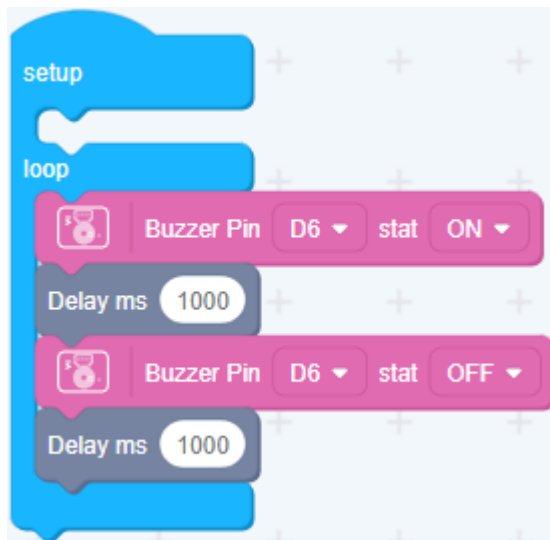 setup
loop
Buzzer Pin D6 stat ON
Delay ms 1000
Buzzer Pin D6 stat OFF
Delay ms 1000